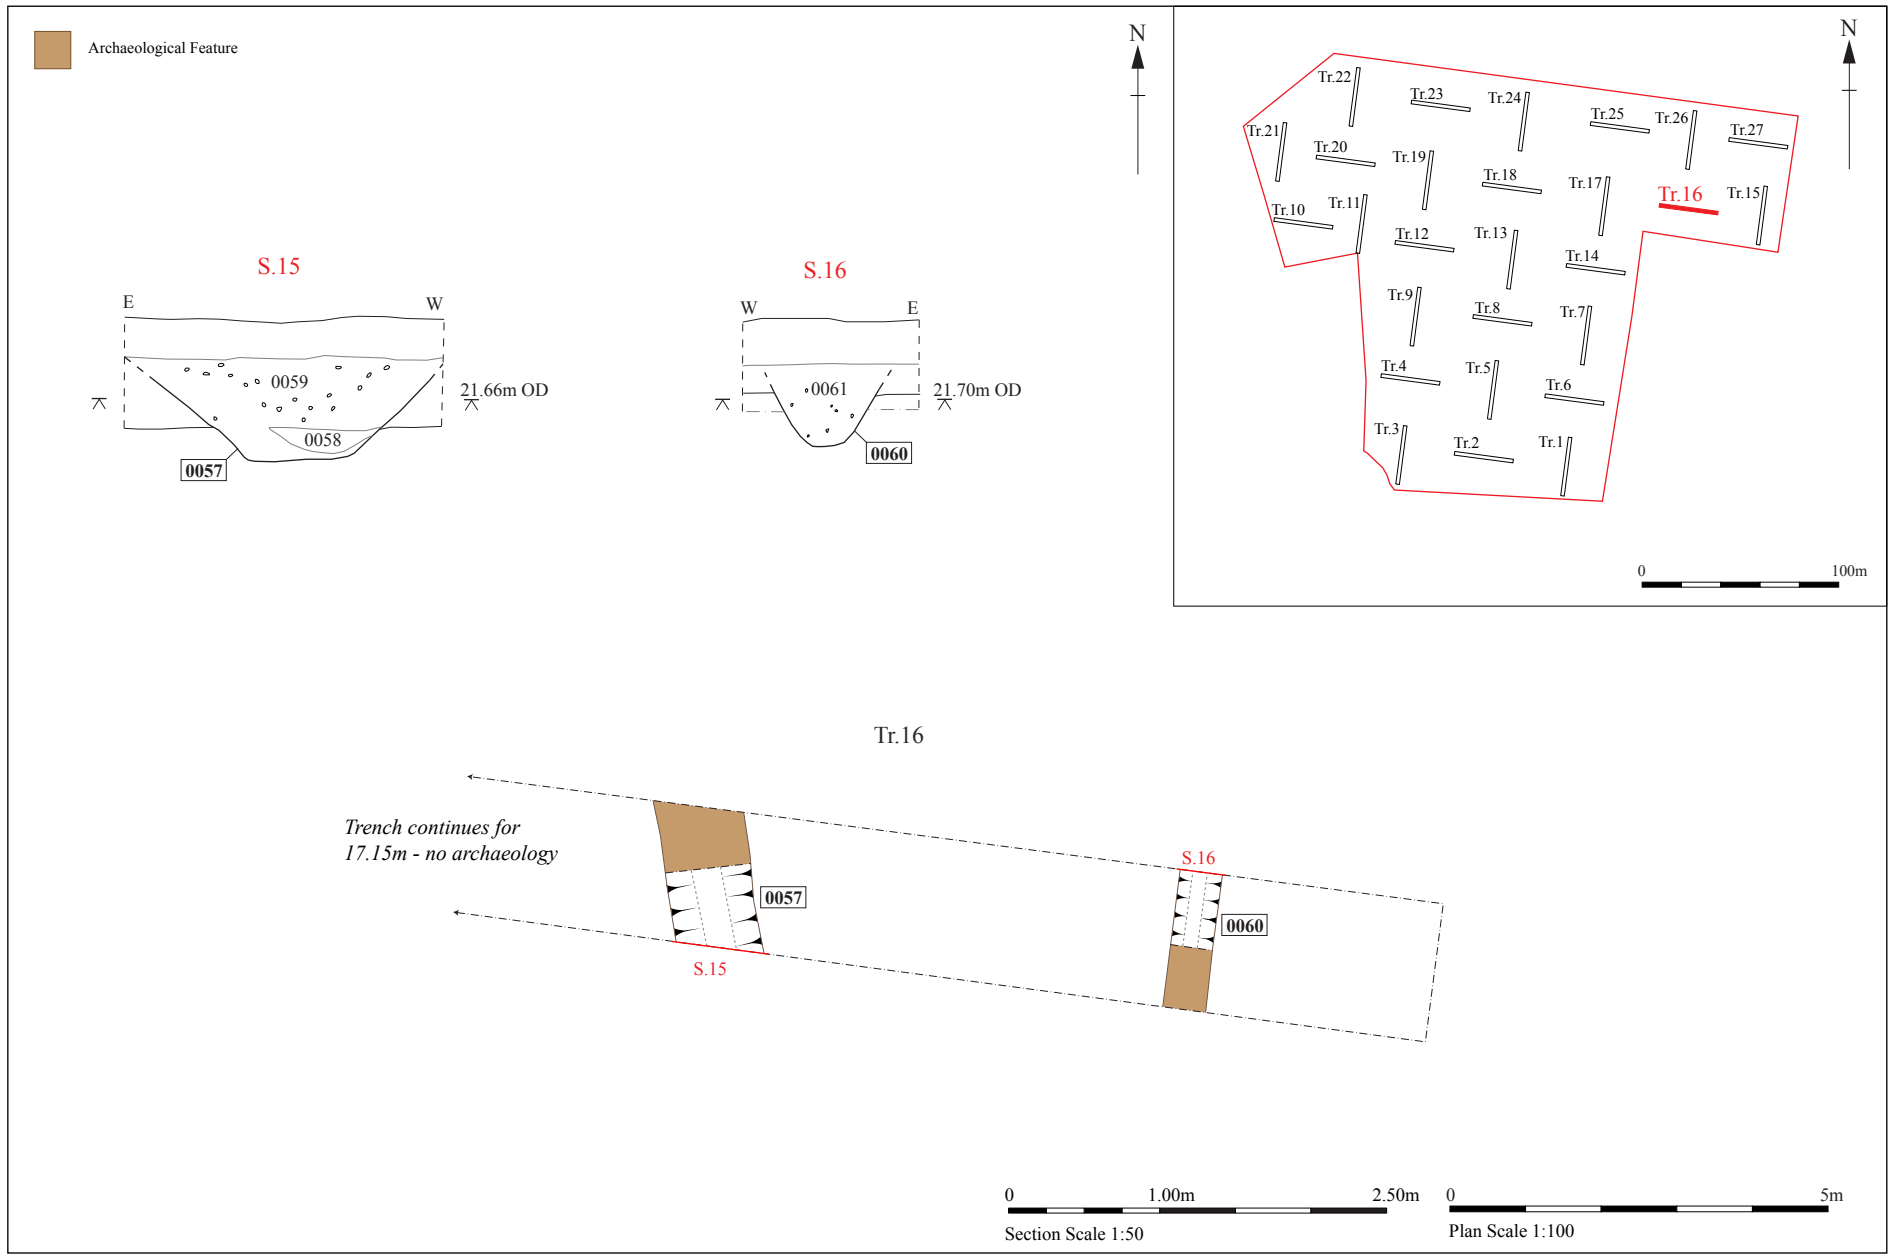 Archaeological Feature
N
S.15
E
W
0059
0058
0057
21.66m OD
S.16
W
E
0061
0060
21.70m OD
N
Tr.22
Tr.23
Tr.24
Tr.25
Tr.26
Tr.27
Tr.21
Tr.20
Tr.19
Tr.18
Tr.17
Tr.16
Tr.15
Tr.10
Tr.11
Tr.12
Tr.13
Tr.14
Tr.9
Tr.8
Tr.7
Tr.4
Tr.5
Tr.6
Tr.3
Tr.2
Tr.1
0 100m
Tr.16
Trench continues for
17.15m - no archaeology
0057
S.15
S.16
0060
0 1.00m 2.50m
Section Scale 1:50
0 5m
Plan Scale 1:100